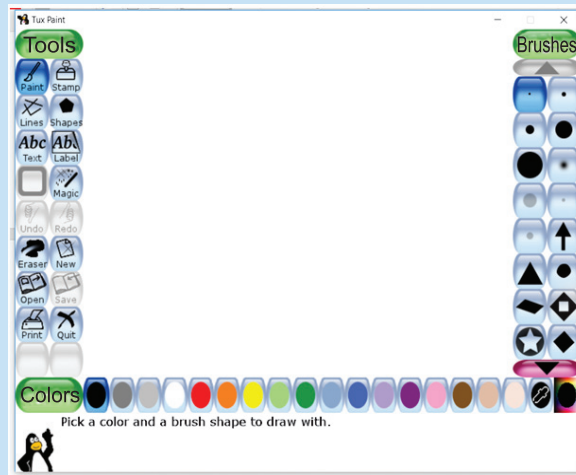 Tux Paint
Tools
Brushes
Paint Stamp
Lines Shapes
Abc Abc
Text Label
Magic
Undo Redo
Eraser New
Open Save
Print Quit
Colors
Pick a color and a brush shape to draw with.